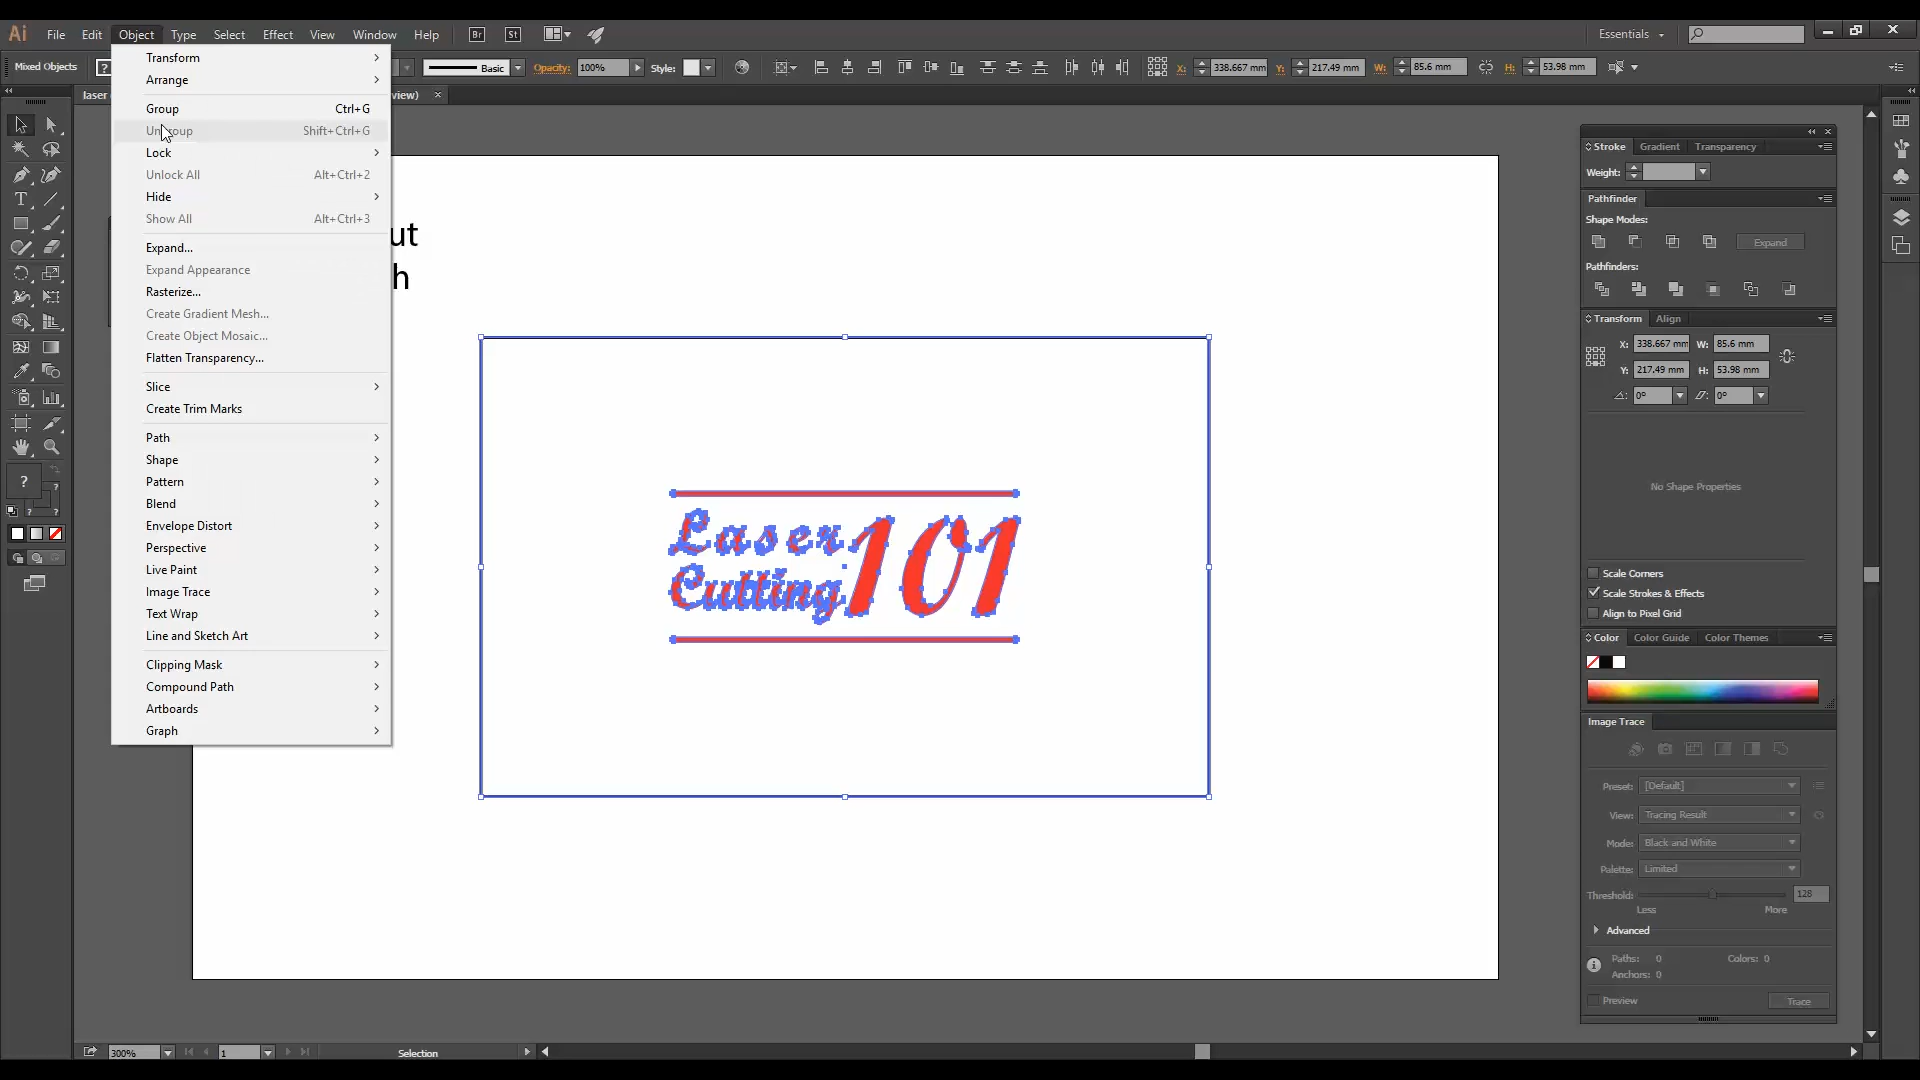 Ai File Edit Object Type Select Effect View Window Help Br St Essentials
Mixed Objects ? Basic Opacity: 100% Style: X: 338.667 mm Y: 217.49 mm W: 85.6 mm H: 53.98 mm
laser view) ×
Transform
Arrange
Group Ctrl+G
Shift+Ctrl+G
Lock
Unlock All Alt+Ctrl+2
Hide
Show All Alt+Ctrl+3
Expand...
Expand Appearance
Rasterize...
Create Gradient Mesh...
Create Object Mosaic...
Flatten Transparency...
Slice
Create Trim Marks
Path
Shape
Pattern
Blend
Envelope Distort
Perspective
Live Paint
Image Trace
Text Wrap
Line and Sketch Art
Clipping Mask
Compound Path
Artboards
Graph
ut
h
Laser
Cutting 101
Stroke Gradient Transparency
Weight:
Pathfinder
Shape Modes:
Expand
Pathfinders:
Transform Align
X: 338.667 mm W: 85.6 mm
Y: 217.49 mm H: 53.98 mm
0° 0°
No Shape Properties
Scale Corners
Scale Strokes & Effects
Align to Pixel Grid
Color Color Guide Color Themes
Image Trace
Preset: [Default]
View: Tracing Result
Mode: Black and White
Palette: Limited
Threshold: 128
Less More
Advanced
Paths: 0 Colors: 0
Anchors: 0
Preview Trace
300% 1 Selection